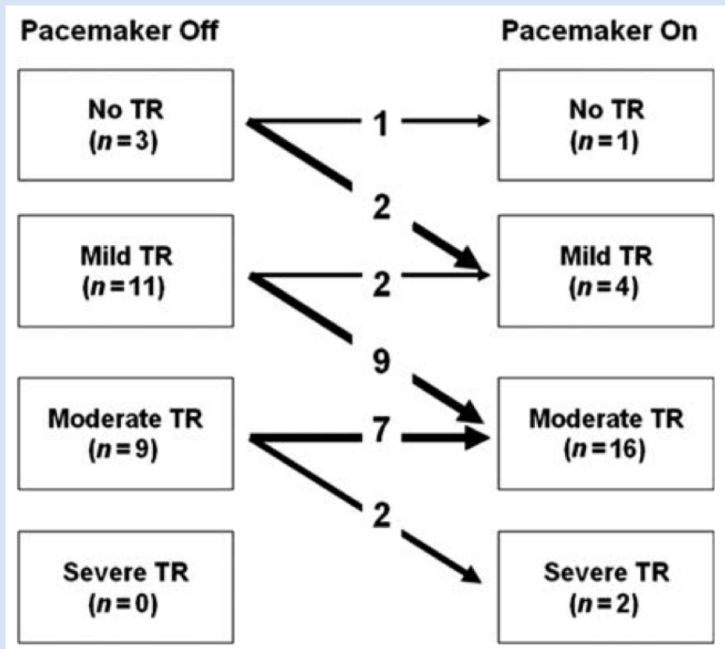 Pacemaker Off
Pacemaker On
No TR
(n=3)
1
No TR
(n=1)
2
Mild TR
(n=11)
2
Mild TR
(n=4)
9
Moderate TR
(n=9)
7
Moderate TR
(n=16)
2
Severe TR
(n=0)
Severe TR
(n=2)